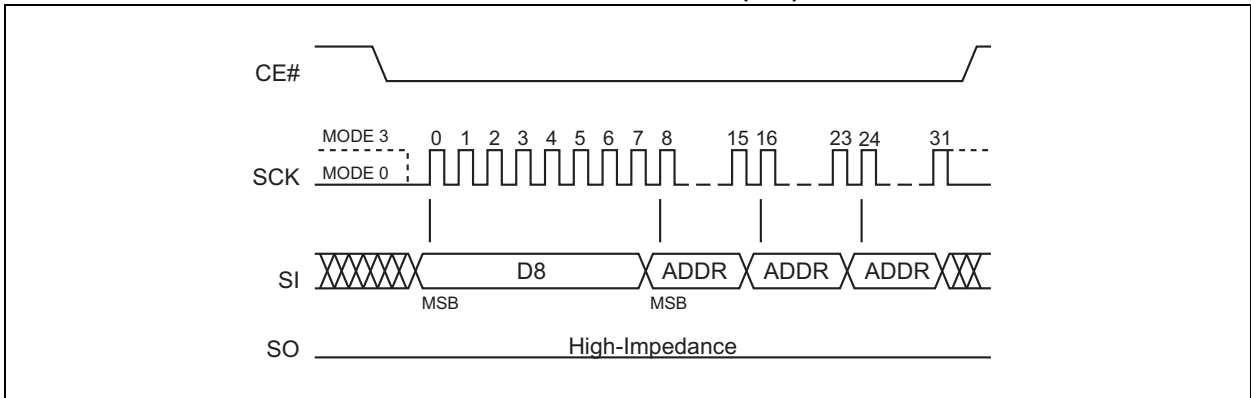 CE#
MODE 3 0 1 2 3 4 5 6 7 8 15 16 23 24 31
SCK MODE 0
SI D8 ADDR ADDR ADDR
MSB MSB
SO High-Impedance